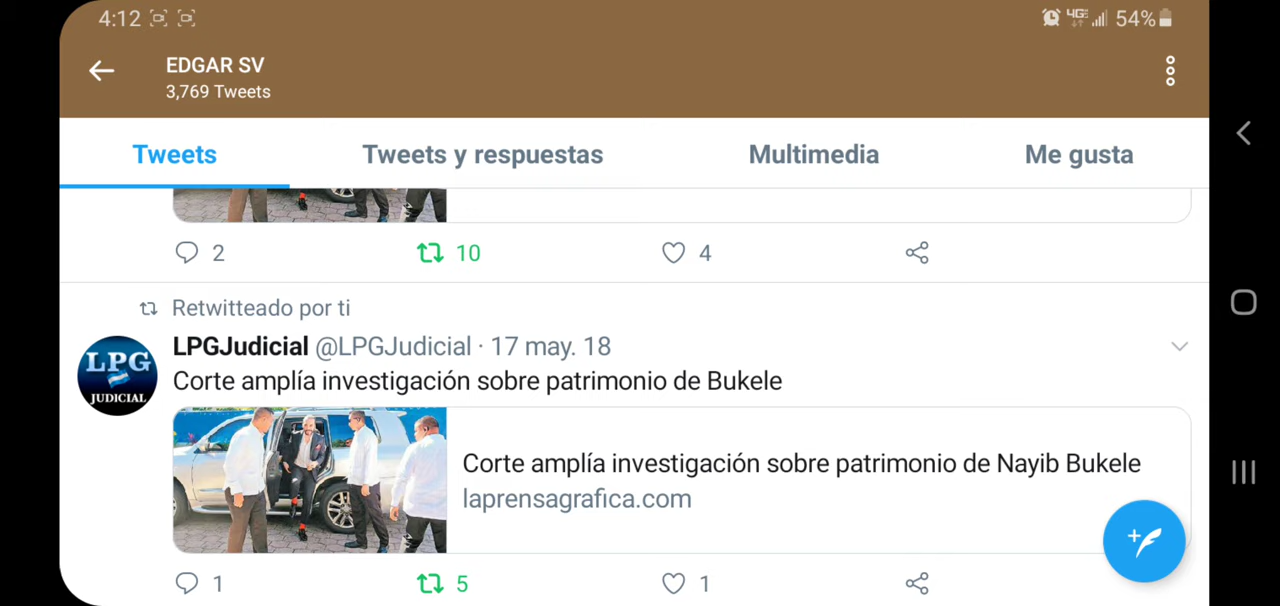 4:12 4G 54%
EDGAR SV
3,769 Tweets
Tweets Tweets y respuestas Multimedia Me gusta
2 10 4
Retwitteado por ti
LPGJudicial @LPGJudicial · 17 may. 18
Corte amplía investigación sobre patrimonio de Bukele
LPG
JUDICIAL
Corte amplía investigación sobre patrimonio de Nayib Bukele
laprensagrafica.com
1 5 1